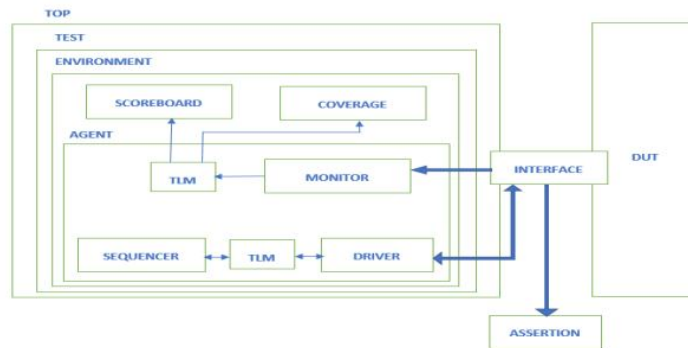 TOP
TEST
ENVIRONMENT
SCOREBOARD
COVERAGE
AGENT
TLM
MONITOR
INTERFACE
DUT
SEQUENCER
TLM
DRIVER
ASSERTION